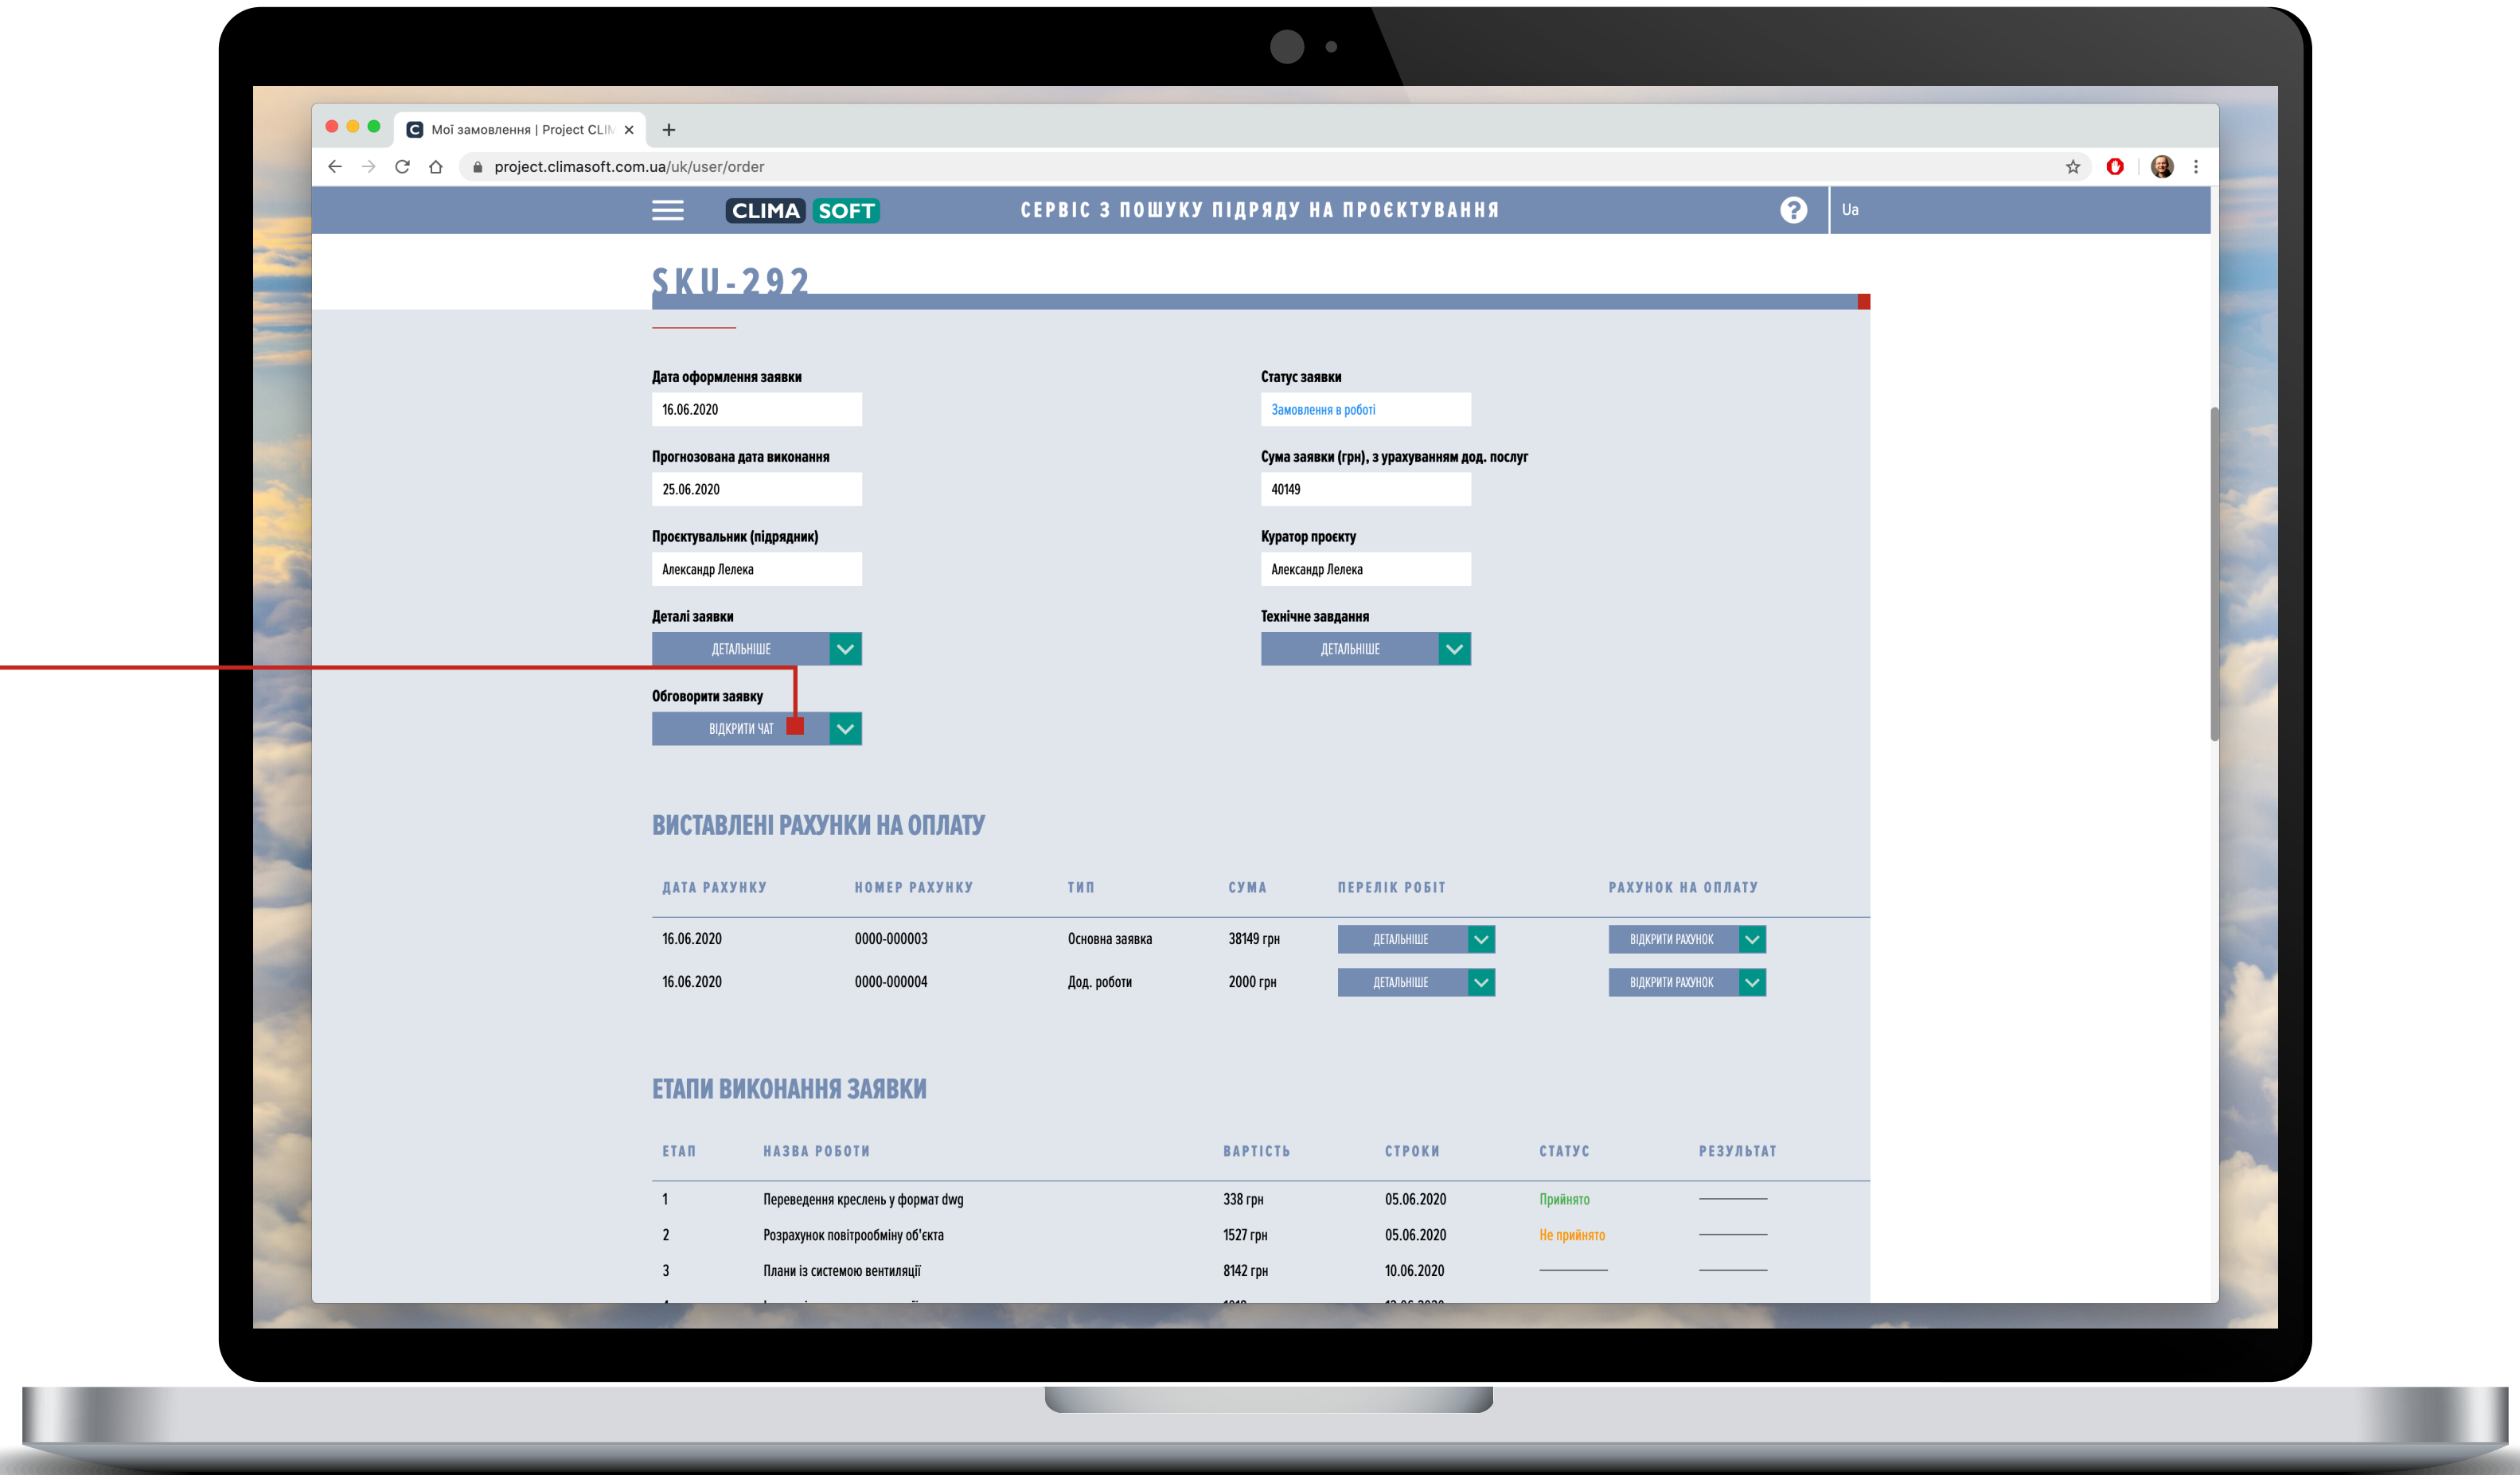 Мої замовлення | Project CLIM
project.climasoft.com.ua/uk/user/order
CLIMA SOFT СЕРВІС З ПОШУКУ ПІДРЯДУ НА ПРОЄКТУВАННЯ ? Ua
SKU-292
Дата оформлення заявки Статус заявки
16.06.2020 Замовлення в роботі
Прогнозована дата виконання Сума заявки (грн), з урахуванням дод. послуг
25.06.2020 40149
Проєктувальник (підрядник) Куратор проєкту
Александр Лелека Александр Лелека
Деталі заявки Технічне завдання
ДЕТАЛЬНІШЕ ДЕТАЛЬНІШЕ
Обговорити заявку
ВІДКРИТИ ЧАТ
ВИСТАВЛЕНІ РАХУНКИ НА ОПЛАТУ
ДАТА РАХУНКУ НОМЕР РАХУНКУ ТИП СУМА ПЕРЕЛІК РОБІТ РАХУНОК НА ОПЛАТУ
16.06.2020 0000-000003 Основна заявка 38149 грн ДЕТАЛЬНІШЕ ВІДКРИТИ РАХУНОК
16.06.2020 0000-000004 Дод. роботи 2000 грн ДЕТАЛЬНІШЕ ВІДКРИТИ РАХУНОК
ЕТАПИ ВИКОНАННЯ ЗАЯВКИ
ЕТАП НАЗВА РОБОТИ ВАРТІСТЬ СТРОКИ СТАТУС РЕЗУЛЬТАТ
1 Переведення креслень у формат dwg 338 грн 05.06.2020 Прийнято
2 Розрахунок повітрообміну об'єкта 1527 грн 05.06.2020 Не прийнято
3 Плани із системою вентиляції 8142 грн 10.06.2020